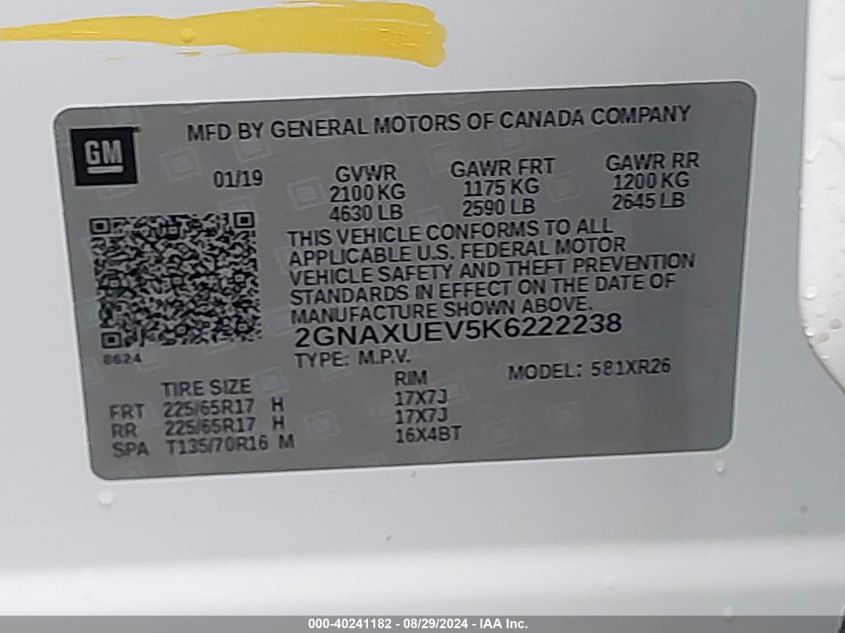 GM
MFD BY GENERAL MOTORS OF CANADA COMPANY
01/19
GVWR
2100 KG
4630 LB
GAWR FRT
1175 KG
2590 LB
GAWR RR
1200 KG
2645 LB
THIS VEHICLE CONFORMS TO ALL
APPLICABLE U.S. FEDERAL MOTOR
VEHICLE SAFETY AND THEFT PREVENTION
STANDARDS IN EFFECT ON THE DATE OF
MANUFACTURE SHOWN ABOVE.
2GNAXUEV5K6222238
8624
TYPE: M.P.V.
MODEL: 581XR26
TIRE SIZE RIM
FRT 225/65R17 H 17X7J
RR 225/65R17 H 17X7J
SPA T135/70R16 M 16X4BT
000-40241182 - 08/29/2024 - IAA Inc.